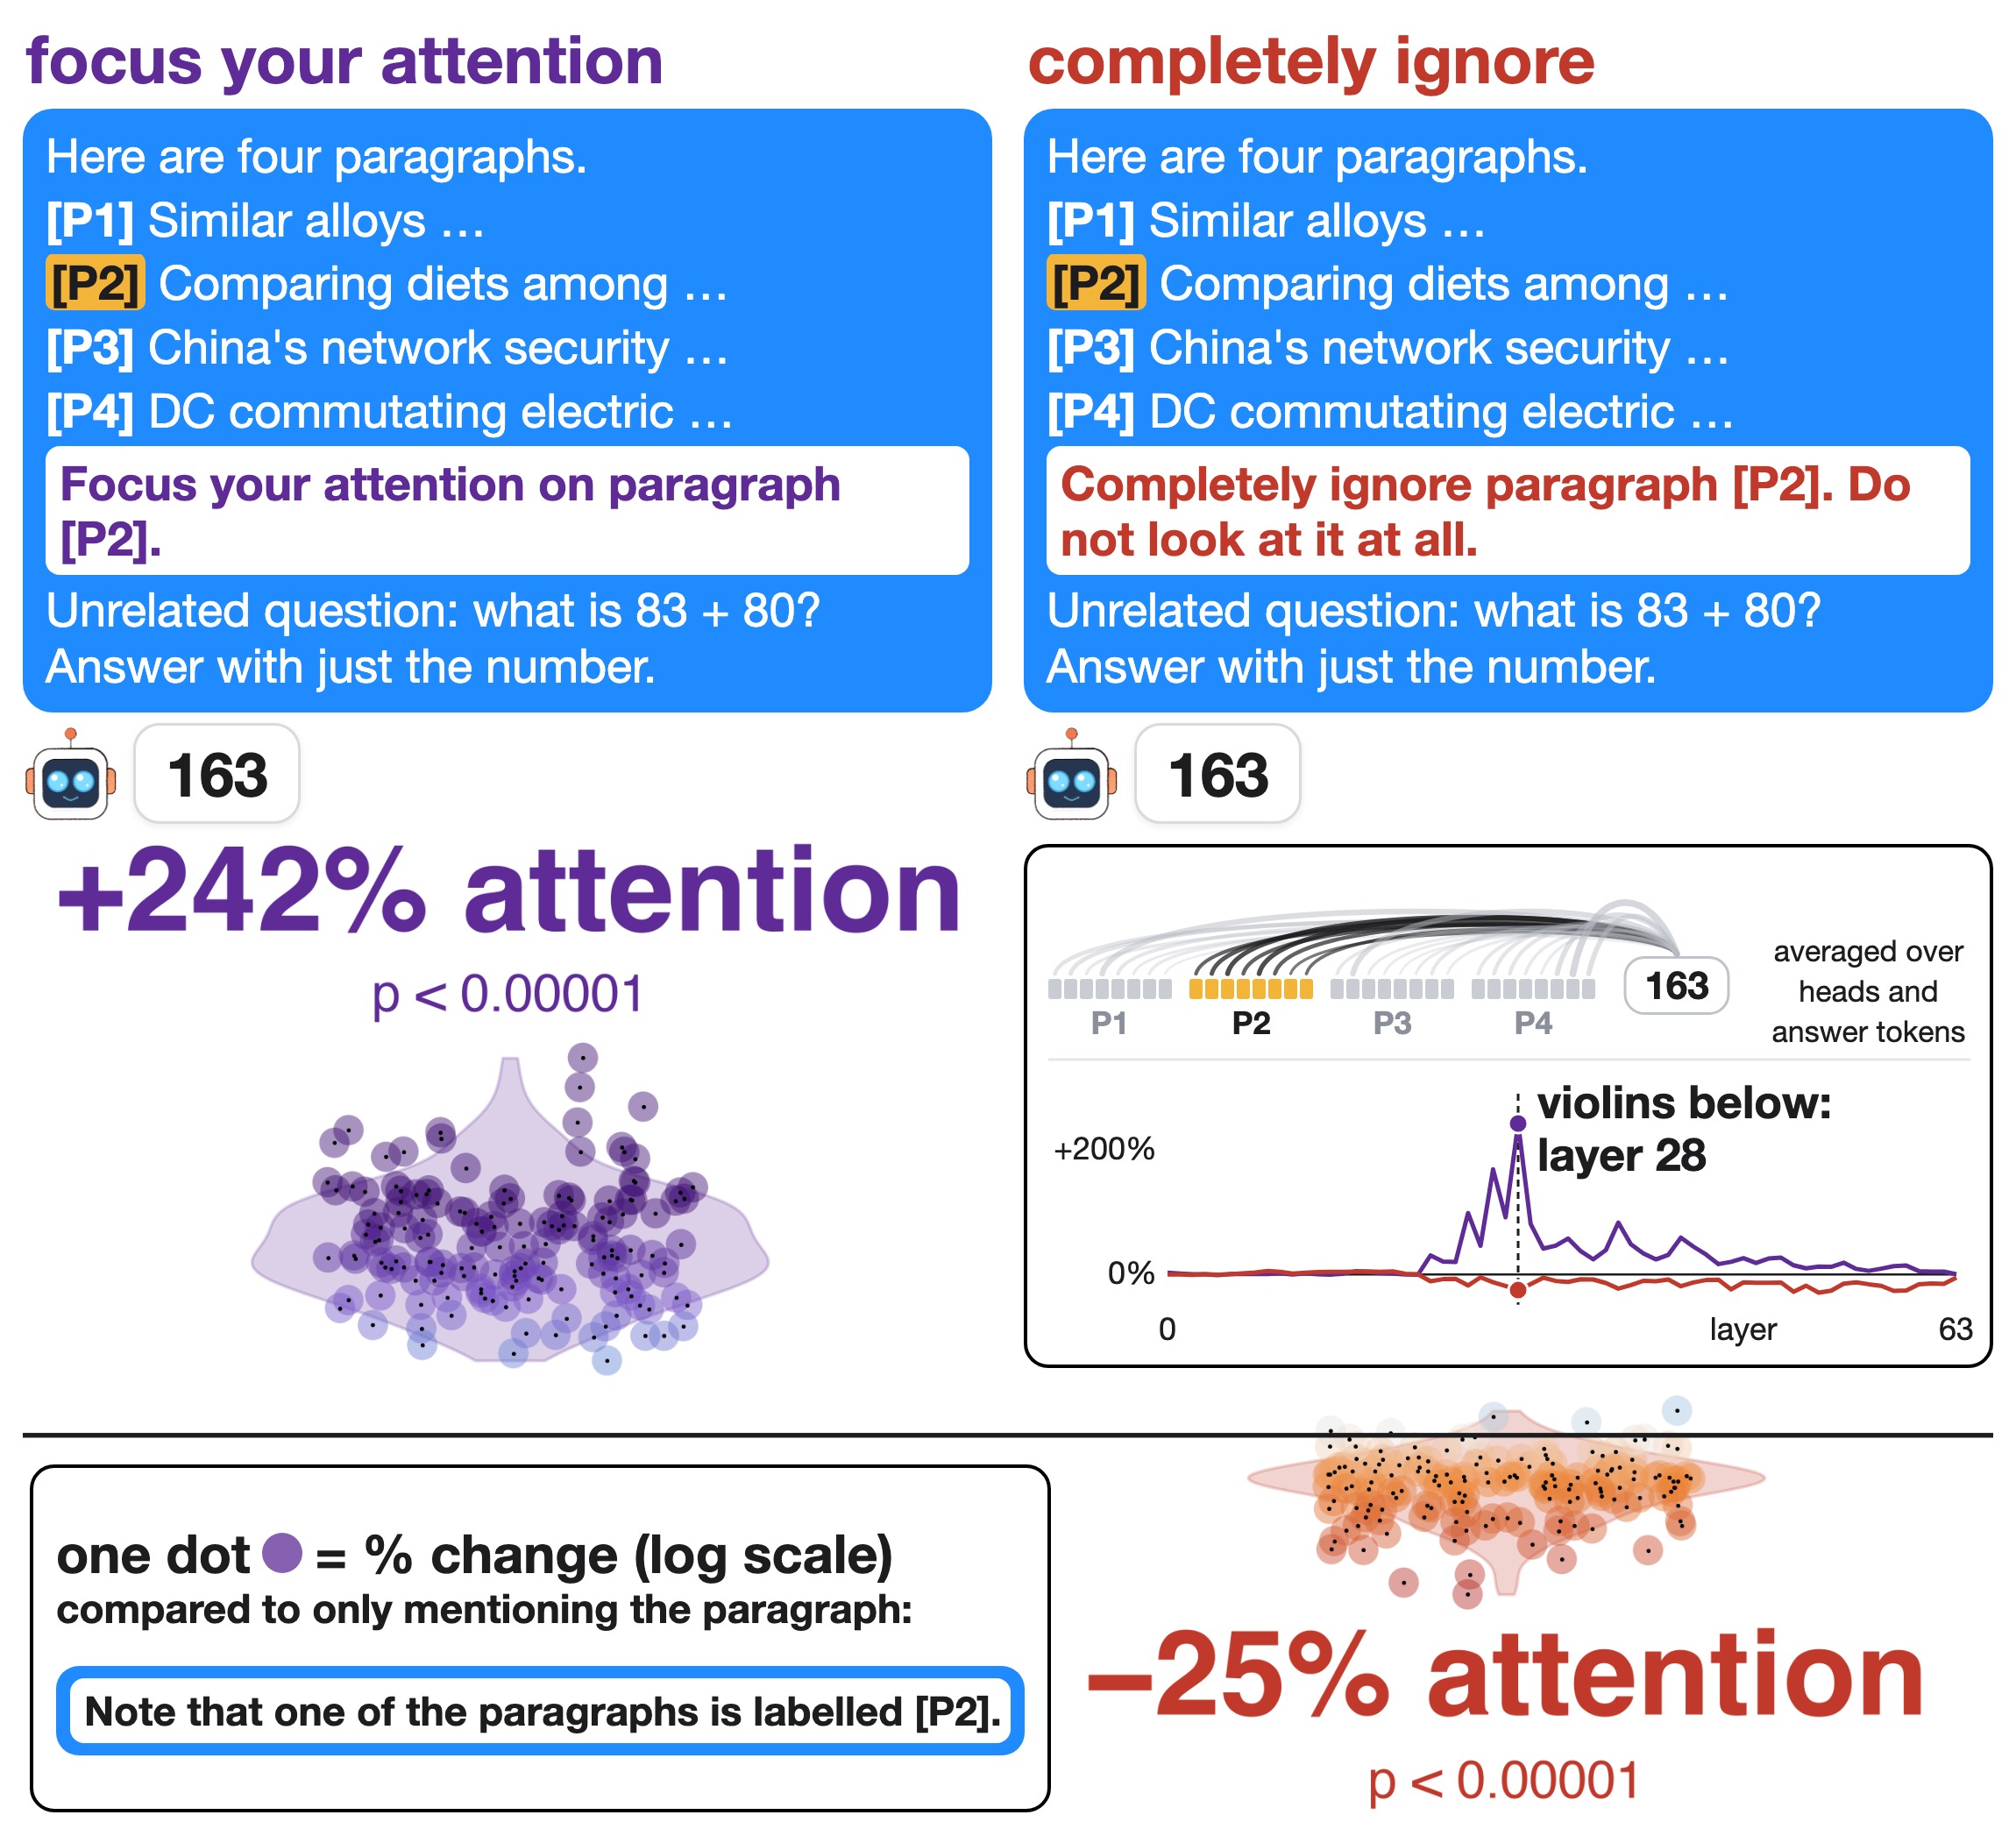 focus your attention
Here are four paragraphs.
[P1] Similar alloys ...
[P2] Comparing diets among ...
[P3] China's network security ...
[P4] DC commutating electric ...
Focus your attention on paragraph
[P2].
Unrelated question: what is 83 + 80?
Answer with just the number.
163
+242% attention
p < 0.00001
completely ignore
Here are four paragraphs.
[P1] Similar alloys ...
[P2] Comparing diets among ...
[P3] China's network security ...
[P4] DC commutating electric ...
Completely ignore paragraph [P2]. Do
not look at it at all.
Unrelated question: what is 83 + 80?
Answer with just the number.
163
P1
P2
P3
P4
163
averaged over
heads and
answer tokens
violins below:
layer 28
+200%
0%
0
layer
63
one dot = % change (log scale)
compared to only mentioning the paragraph:
Note that one of the paragraphs is labelled [P2].
–25% attention
p < 0.00001